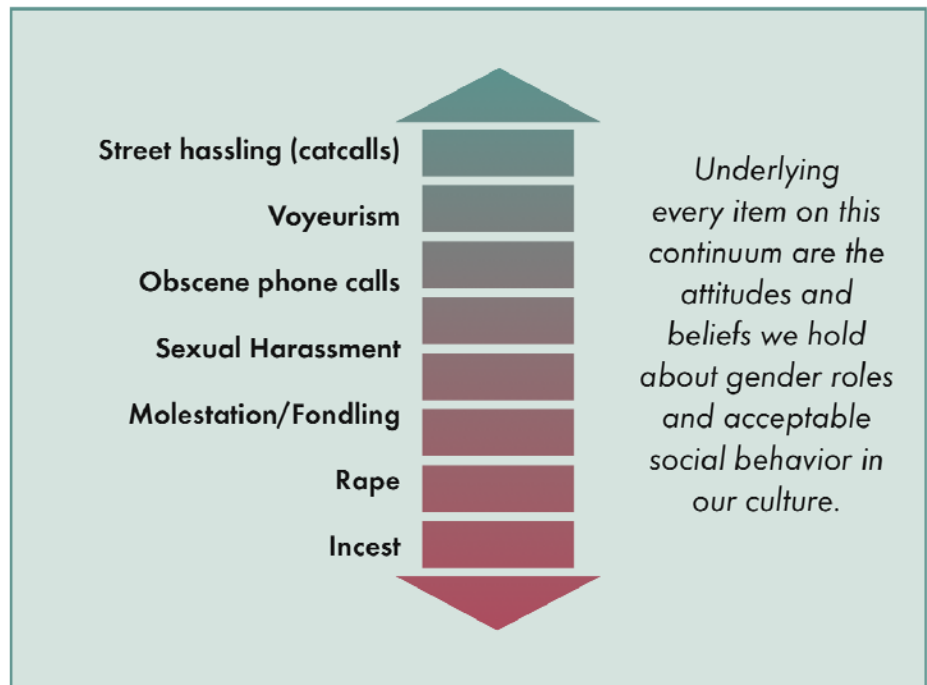 Street hassling (catcalls)
Voyeurism
Obscene phone calls
Sexual Harassment
Molestation/Fondling
Rape
Incest
Underlying
every item on this
continuum are the
attitudes and
beliefs we hold
about gender roles
and acceptable
social behavior in
our culture.